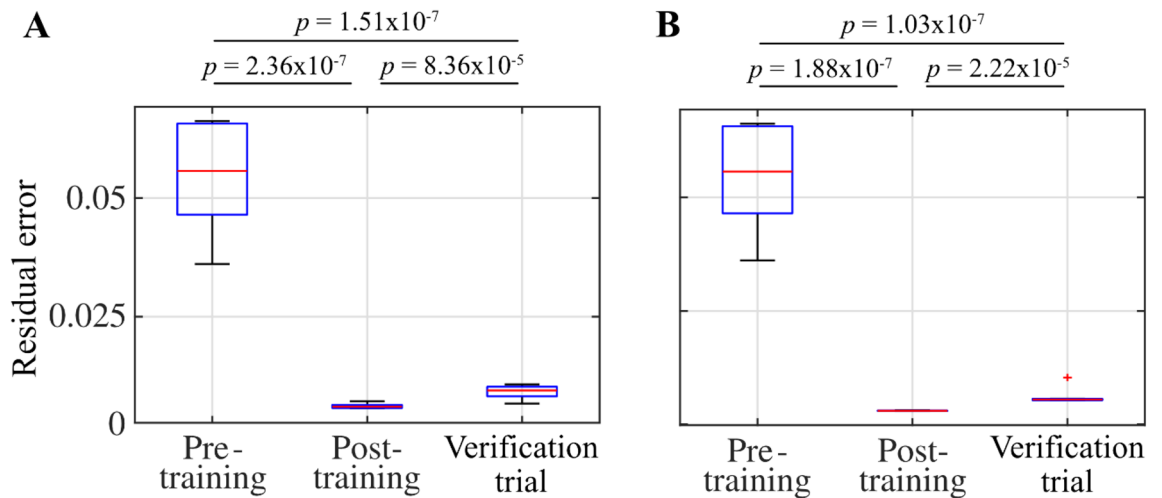 A
p = 1.51x10-7
p = 2.36x10-7
p = 8.36x10-5
B
p = 1.03x10-7
p = 1.88x10-7
p = 2.22x10-5
Residual error
0.05
0.025
0
Pre-
training
Post-
training
Verification
trial
Pre-
training
Post-
training
Verification
trial